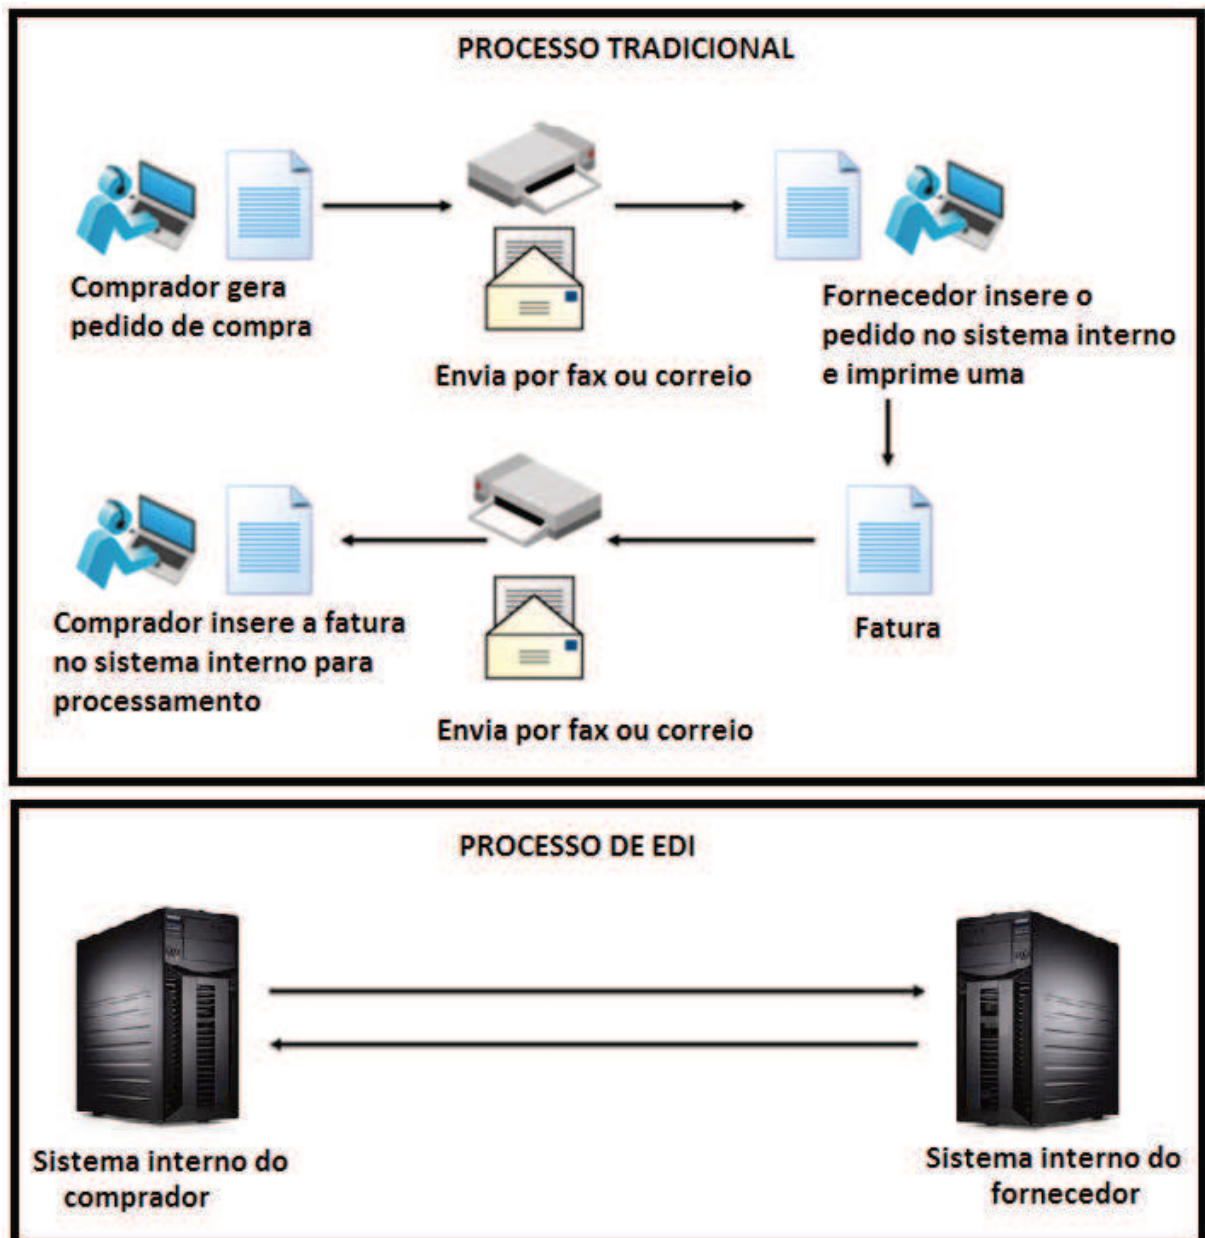 PROCESSO TRADICIONAL
Comprador gera
pedido de compra
Envia por fax ou correio
Fornecedor insere o
pedido no sistema interno
e imprime uma
Fatura
Envia por fax ou correio
Comprador insere a fatura
no sistema interno para
processamento
PROCESSO DE EDI
Sistema interno do
comprador
Sistema interno do
fornecedor